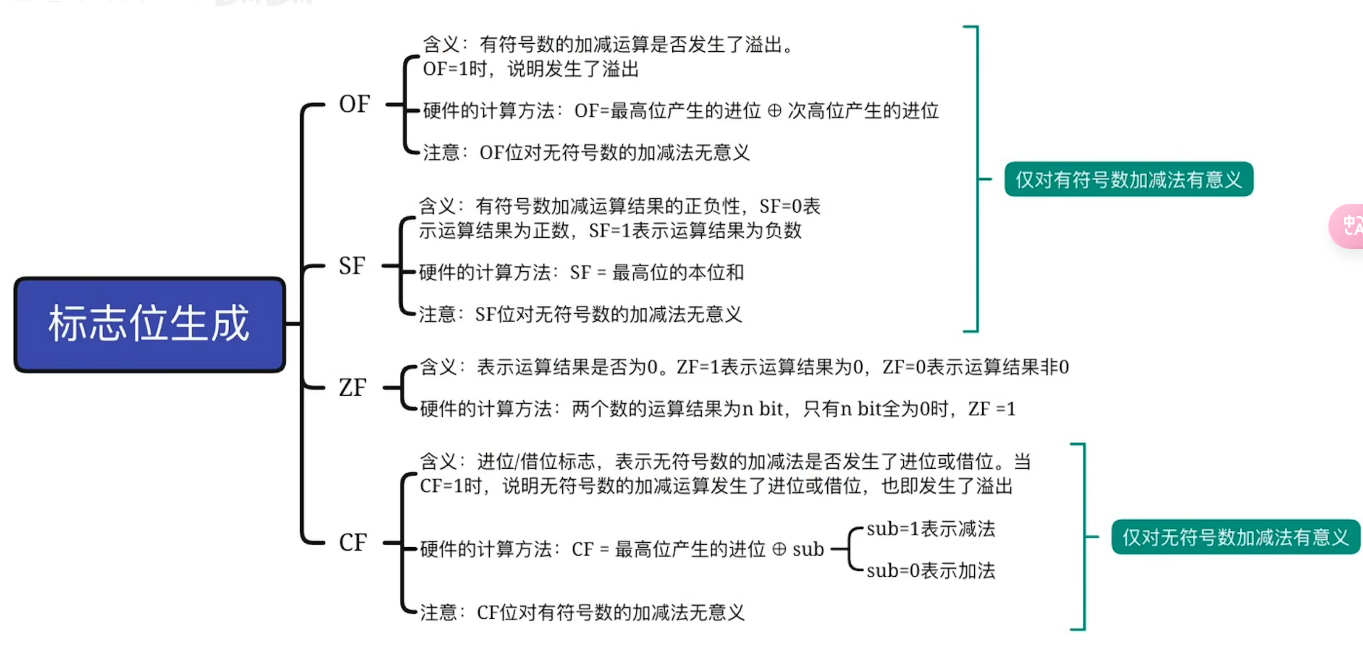 标志位生成
OF
含义：有符号数的加减运算是否发生了溢出。
OF=1时，说明发生了溢出
硬件的计算方法：OF=最高位产生的进位 ⊕ 次高位产生的进位
注意：OF位对无符号数的加减法无意义
SF
含义：有符号数加减运算结果的正负性，SF=0表
示运算结果为正数，SF=1表示运算结果为负数
硬件的计算方法：SF = 最高位的本位和
注意：SF位对无符号数的加减法无意义
仅对有符号数加减法有意义
ZF
含义：表示运算结果是否为0。ZF=1表示运算结果为0，ZF=0表示运算结果非0
硬件的计算方法：两个数的运算结果为n bit，只有n bit全为0时，ZF =1
CF
含义：进位/借位标志，表示无符号数的加减法是否发生了进位或借位。当
CF=1时，说明无符号数的加减运算发生了进位或借位，也即发生了溢出
硬件的计算方法：CF = 最高位产生的进位 ⊕ sub
sub=1表示减法
sub=0表示加法
注意：CF位对有符号数的加减法无意义
仅对无符号数加减法有意义